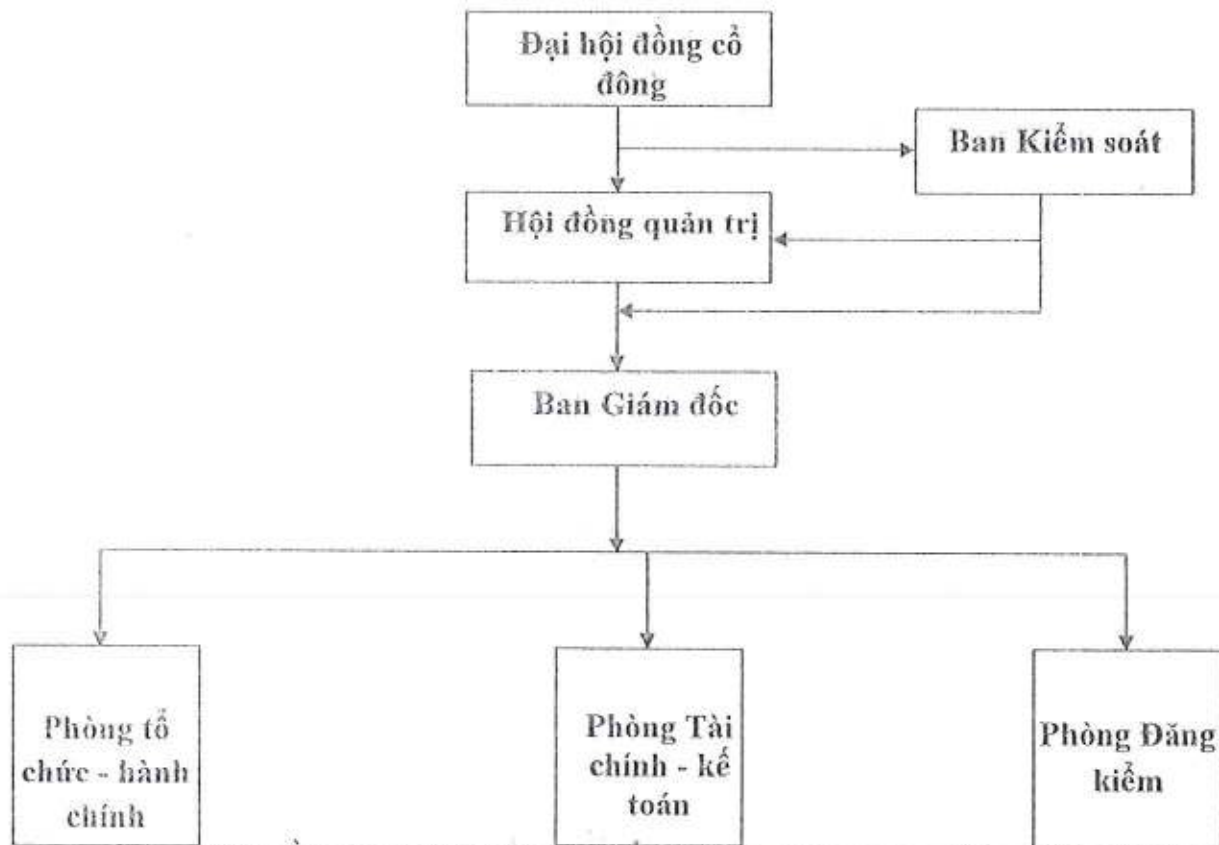 Đại hội đồng cổ
đông
Ban Kiểm soát
Hội đồng quản trị
Ban Giám đốc
Phòng tổ
chức - hành
chính
Phòng Tài
chính - kế
toán
Phòng Đăng
kiểm